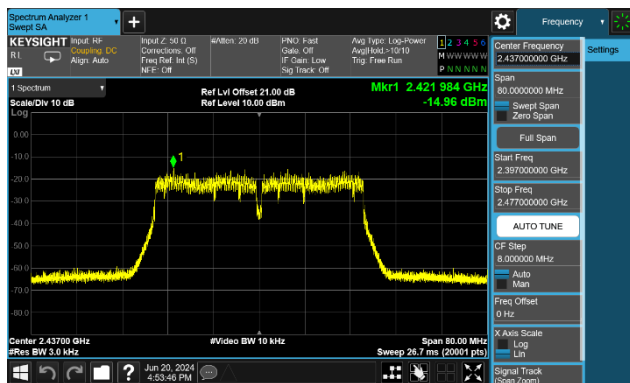 Spectrum Analyzer 1
Swept SA
Frequency
KEYSIGHT
Input: RF
Coupling: DC
Align: Auto
RL
Input Z: 50 Ω
Corrections: Off
Freq Ref: Int (S)
NFE: Off
#Atten: 20 dB
PNO: Fast
Gate: Off
IF Gain: Low
Sig Track: Off
Avg Type: Log-Power
Avg|Hold:>10/10
Trig: Free Run
1 2 3 4 5 6
M W W W W W
P N N N N N
LW
1 Spectrum
Scale/Div 10 dB
Ref Lvl Offset 21.00 dB
Ref Level 10.00 dBm
Mkr1 2.421 984 GHz
-14.96 dBm
Log
0.00
-10.0
-20.0
-30.0
-40.0
-50.0
-60.0
-70.0
-80.0
1
Center 2.43700 GHz
#Res BW 3.0 kHz
#Video BW 10 kHz
Span 80.00 MHz
Sweep 26.7 ms (20001 pts)
Center Frequency
2.437000000 GHz
Settings
Span
80.0000000 MHz
Swept Span
Zero Span
Full Span
Start Freq
2.397000000 GHz
Stop Freq
2.477000000 GHz
AUTO TUNE
CF Step
8.000000 MHz
Auto
Man
Freq Offset
0 Hz
X Axis Scale
Log
Lin
Signal Track
(Span Zoom)
?
Jun 20, 2024
4:53:46 PM